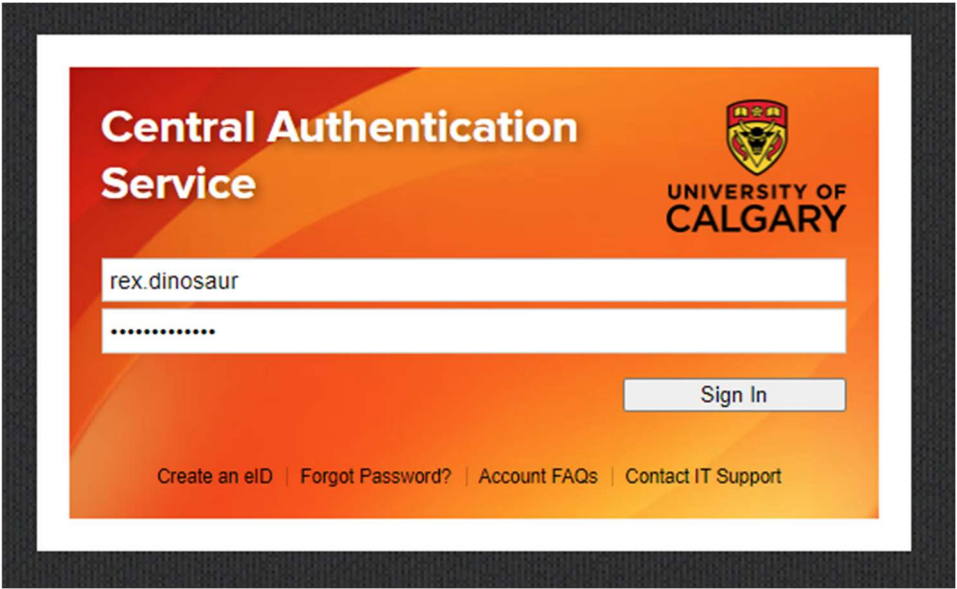 Central Authentication
Service
UNIVERSITY OF
CALGARY
rex.dinosaur
•••••••••••••
Sign In
Create an eID | Forgot Password? | Account FAQs | Contact IT Support